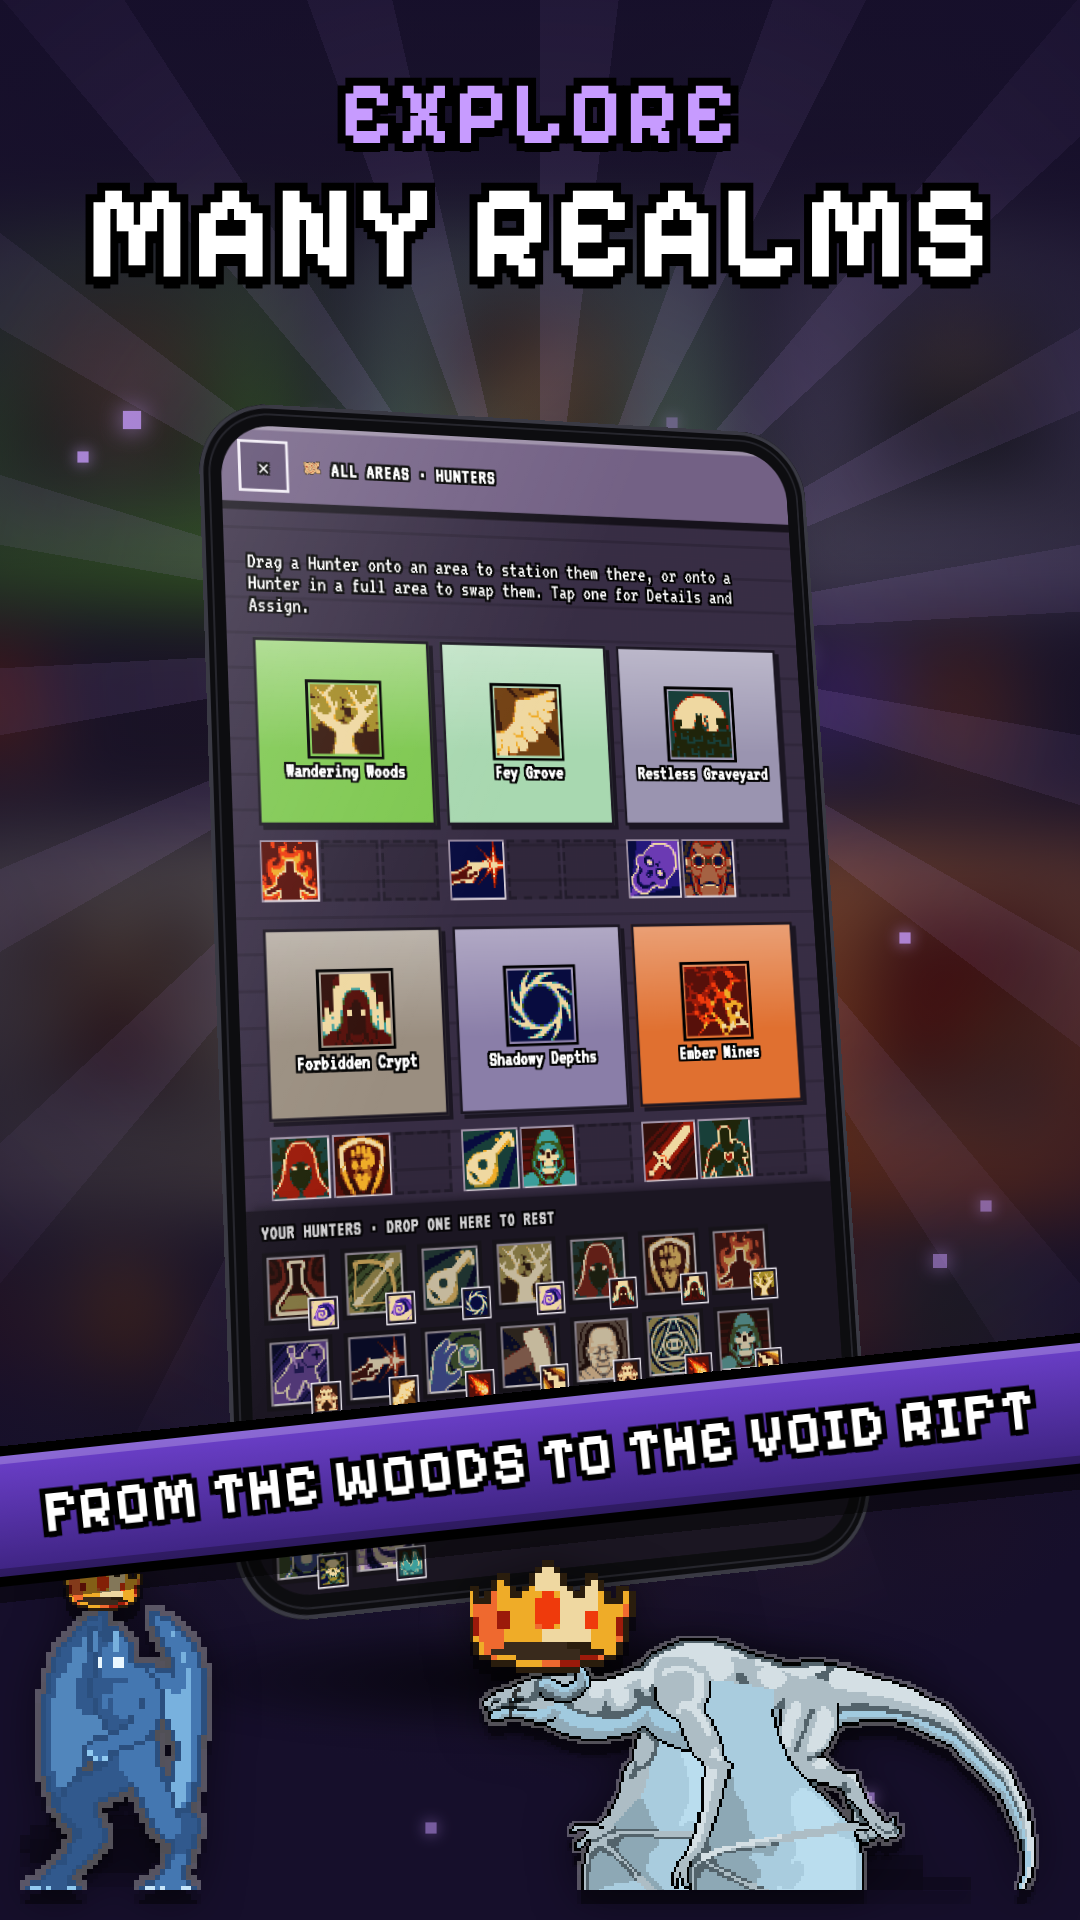 EXPLORE
MANY REALMS
× ALL AREAS · HUNTERS
Drag a Hunter onto an area to station them there, or onto a
Hunter in a full area to swap them. Tap one for Details and
Assign.
Wandering Woods
Fey Grove
Restless Graveyard
Forbidden Crypt
Shadowy Depths
Ember Mines
YOUR HUNTERS · DROP ONE HERE TO REST
FROM THE WOODS TO THE VOID RIFT